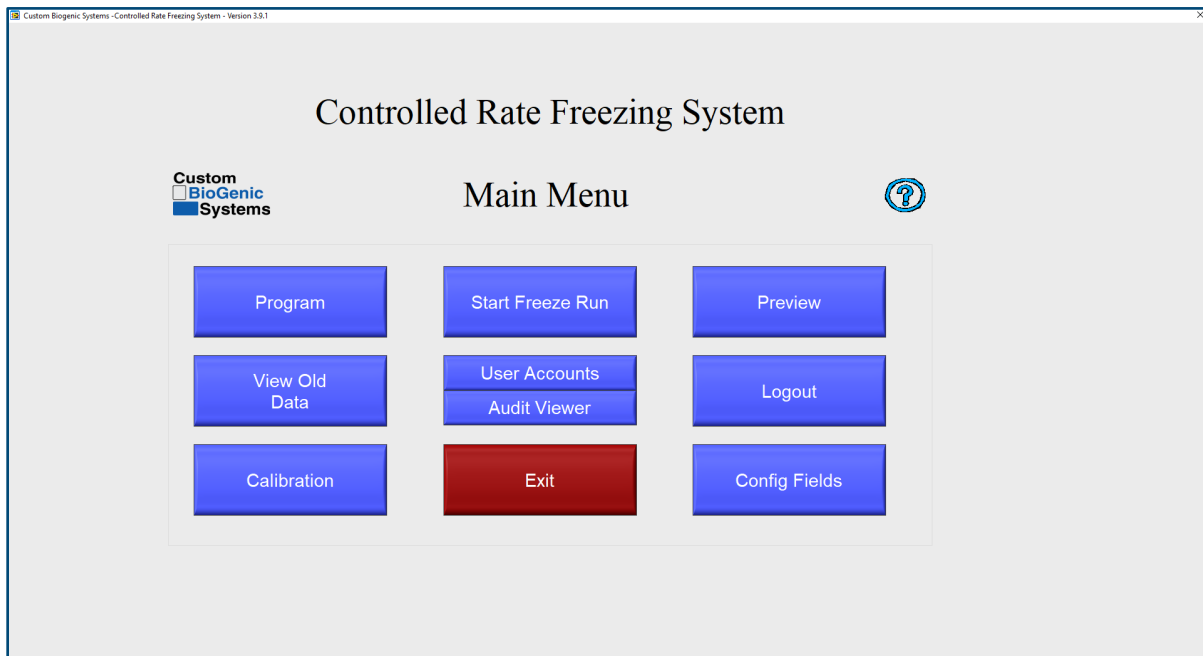 Custom Biogenic Systems -Controlled Rate Freezing System - Version 3.9.1
Controlled Rate Freezing System
Custom
BioGenic
Systems
Main Menu
?
Program
Start Freeze Run
Preview
View Old
Data
User Accounts
Audit Viewer
Logout
Calibration
Exit
Config Fields